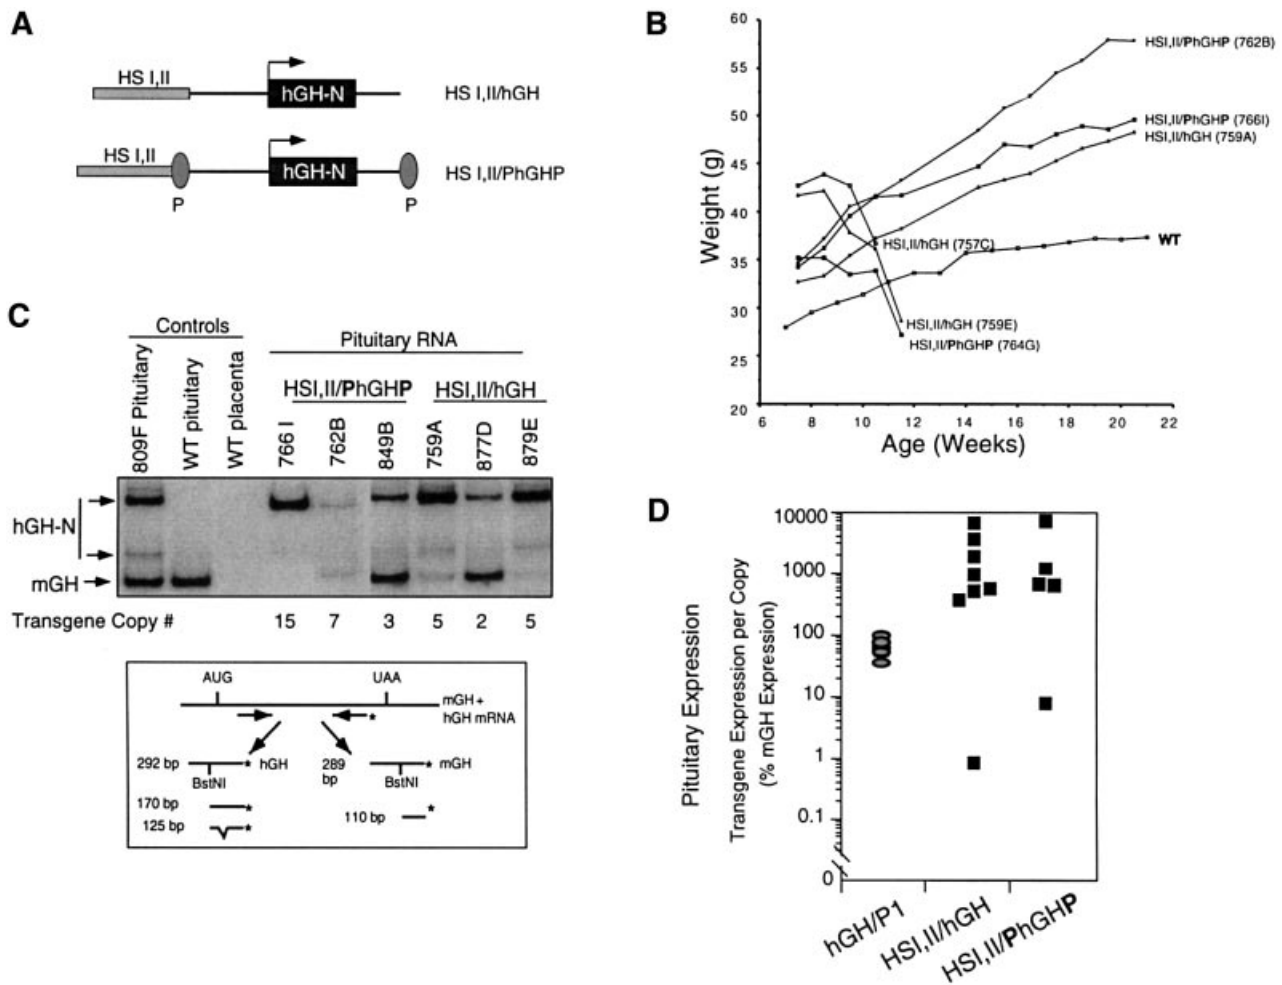 A
HS I,II
hGH-N
HS I,II/hGH
HS I,II
hGH-N
HS I,II/PhGHP
P
P
B
Weight (g)
60
55
50
45
40
35
30
25
20
6
8
10
12
14
16
18
20
22
Age (Weeks)
HSI,II/PhGHP (762B)
HSI,II/PhGHP (766I)
HSI,II/hGH (759A)
HSI,II/hGH (757C)
WT
HSI,II/hGH (759E)
HSI,II/PhGHP (764G)
C
Controls
Pituitary RNA
HSI,II/PhGHP
HSI,II/hGH
809F Pituitary
WT pituitary
WT placenta
766 I
762B
849B
759A
877D
879E
hGH-N
mGH
Transgene Copy # 15 7 3 5 2 5
AUG
UAA
mGH +
hGH mRNA
*
292 bp
* hGH
BstNI
289
bp
* mGH
BstNI
170 bp
*
125 bp
*
110 bp
*
D
Pituitary Expression
Transgene Expression per Copy
(% mGH Expression)
10000
1000
100
10
1
0.1
0
hGH/P1
HSI,II/hGH
HSI,II/PhGHP